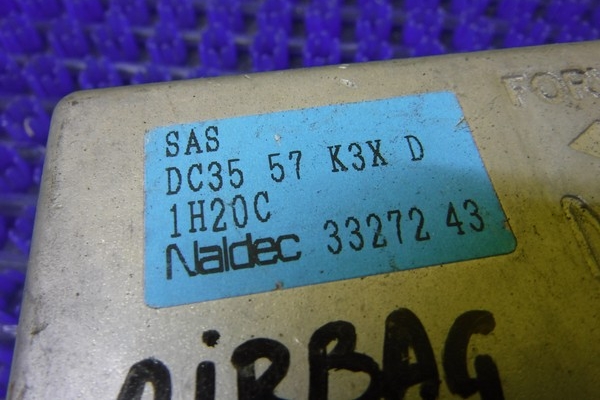 SAS
DC35 57 K3X D
1H20C
Naldec 33272 43
AiRBAG